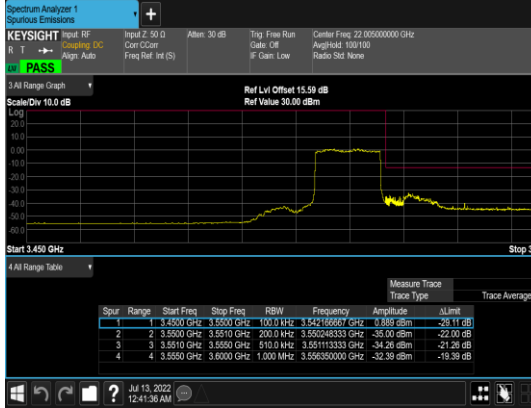 Spectrum Analyzer 1
Spurious Emissions
+
KEYSIGHT Input: RF Input Z: 50 Ω Atten: 30 dB Trig: Free Run Center Freq: 22.005000000 GHz
R T Coupling: DC Corr CCorr Gate: Off Avg|Hold: 100/100
Align: Auto Freq Ref: Int (S) IF Gain: Low Radio Std: None
PASS
3 All Range Graph
Ref Lvl Offset 15.59 dB
Scale/Div 10.0 dB Ref Value 30.00 dBm
Log
20.0
10.0
0.00
-10.0
-20.0
-30.0
-40.0
-50.0
-60.0
Start 3.450 GHz Stop 3
4 All Range Table
Measure Trace
Trace Type Trace Average
Spur Range Start Freq Stop Freq RBW Frequency Amplitude ΔLimit
1 1 3.4500 GHz 3.5500 GHz 100.0 kHz 3.542166667 GHz 0.889 dBm -29.11 dB
2 2 3.5500 GHz 3.5510 GHz 200.0 kHz 3.550248333 GHz -35.00 dBm -22.00 dB
3 3 3.5510 GHz 3.5550 GHz 510.0 kHz 3.551113333 GHz -34.26 dBm -21.26 dB
4 4 3.5550 GHz 3.6000 GHz 1.000 MHz 3.556350000 GHz -32.39 dBm -19.39 dB
?
Jul 13, 2022
12:41:36 AM